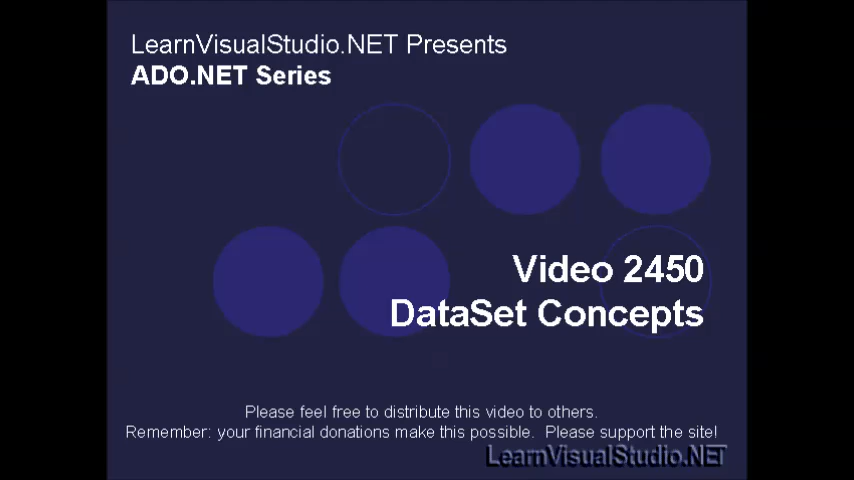 LearnVisualStudio.NET Presents
ADO.NET Series
Video 2450
DataSet Concepts
Please feel free to distribute this video to others.
Remember: your financial donations make this possible.  Please support the site!
LearnVisualStudio.NET